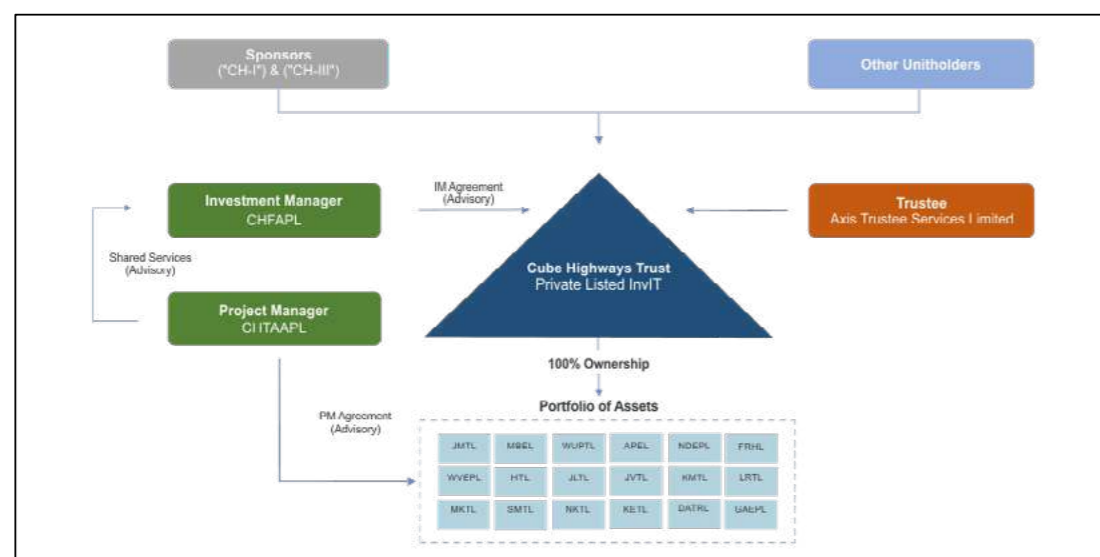 Sponsors
("CH-I") & ("CH-III")
Other Unitholders
Investment Manager
CHFAPL
IM Agreement
(Advisory)
Trustee
Axis Trustee Services Limited
Shared Services
(Advisory)
Cube Highways Trust
Private Listed InvIT
Project Manager
CHTAAPL
100% Ownership
PM Agreement
(Advisory)
Portfolio of Assets
JMTL MBEL WUPTL APEL NDEPL FRHL
WVEPL HTL JLTL JVTL KMTL LRTL
MKTL SMTL NKTL KETL DATRL GAEPL